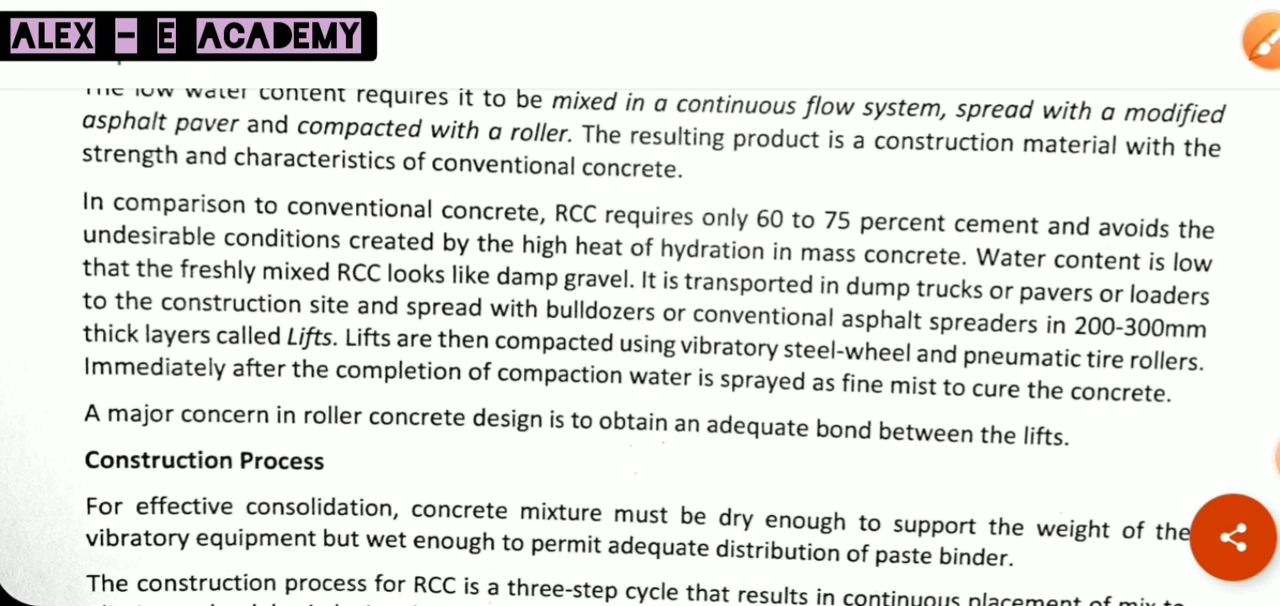 ALEX - E ACADEMY
The low water content requires it to be mixed in a continuous flow system, spread with a modified
asphalt paver and compacted with a roller. The resulting product is a construction material with the
strength and characteristics of conventional concrete.
In comparison to conventional concrete, RCC requires only 60 to 75 percent cement and avoids the
undesirable conditions created by the high heat of hydration in mass concrete. Water content is low
that the freshly mixed RCC looks like damp gravel. It is transported in dump trucks or pavers or loaders
to the construction site and spread with bulldozers or conventional asphalt spreaders in 200-300mm
thick layers called Lifts. Lifts are then compacted using vibratory steel-wheel and pneumatic tire rollers.
Immediately after the completion of compaction water is sprayed as fine mist to cure the concrete.
A major concern in roller concrete design is to obtain an adequate bond between the lifts.
Construction Process
For effective consolidation, concrete mixture must be dry enough to support the weight of the
vibratory equipment but wet enough to permit adequate distribution of paste binder.
The construction process for RCC is a three-step cycle that results in continuous placement of mix to